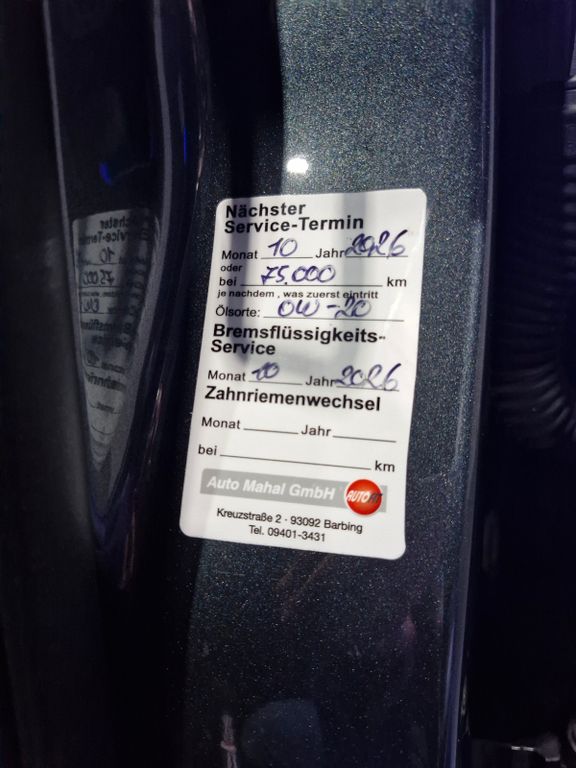 Nächster
Service-Termin
Monat 10 Jahr 2026
oder
bei 75.000 km
je nachdem, was zuerst eintritt
Ölsorte: 0W-20
Bremsflüssigkeits-
Service
Monat 10 Jahr 2026
Zahnriemenwechsel
Monat Jahr
bei km
Auto Mahal GmbH AUTOFIT
Kreuzstraße 2 · 93092 Barbing
Tel. 09401-3431